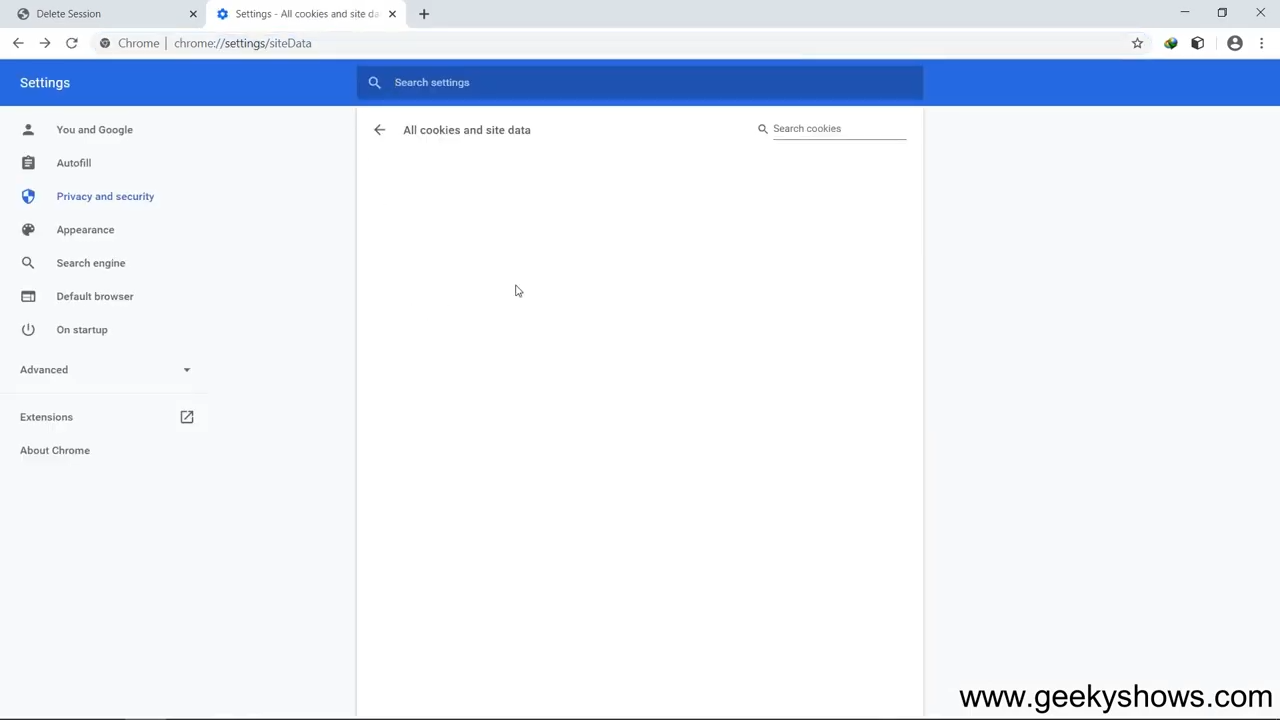 Delete Session
Settings - All cookies and site da
Chrome | chrome://settings/siteData
Settings
Search settings
You and Google
Autofill
Privacy and security
Appearance
Search engine
Default browser
On startup
Advanced
Extensions
About Chrome
All cookies and site data
Search cookies
www.geekyshows.com